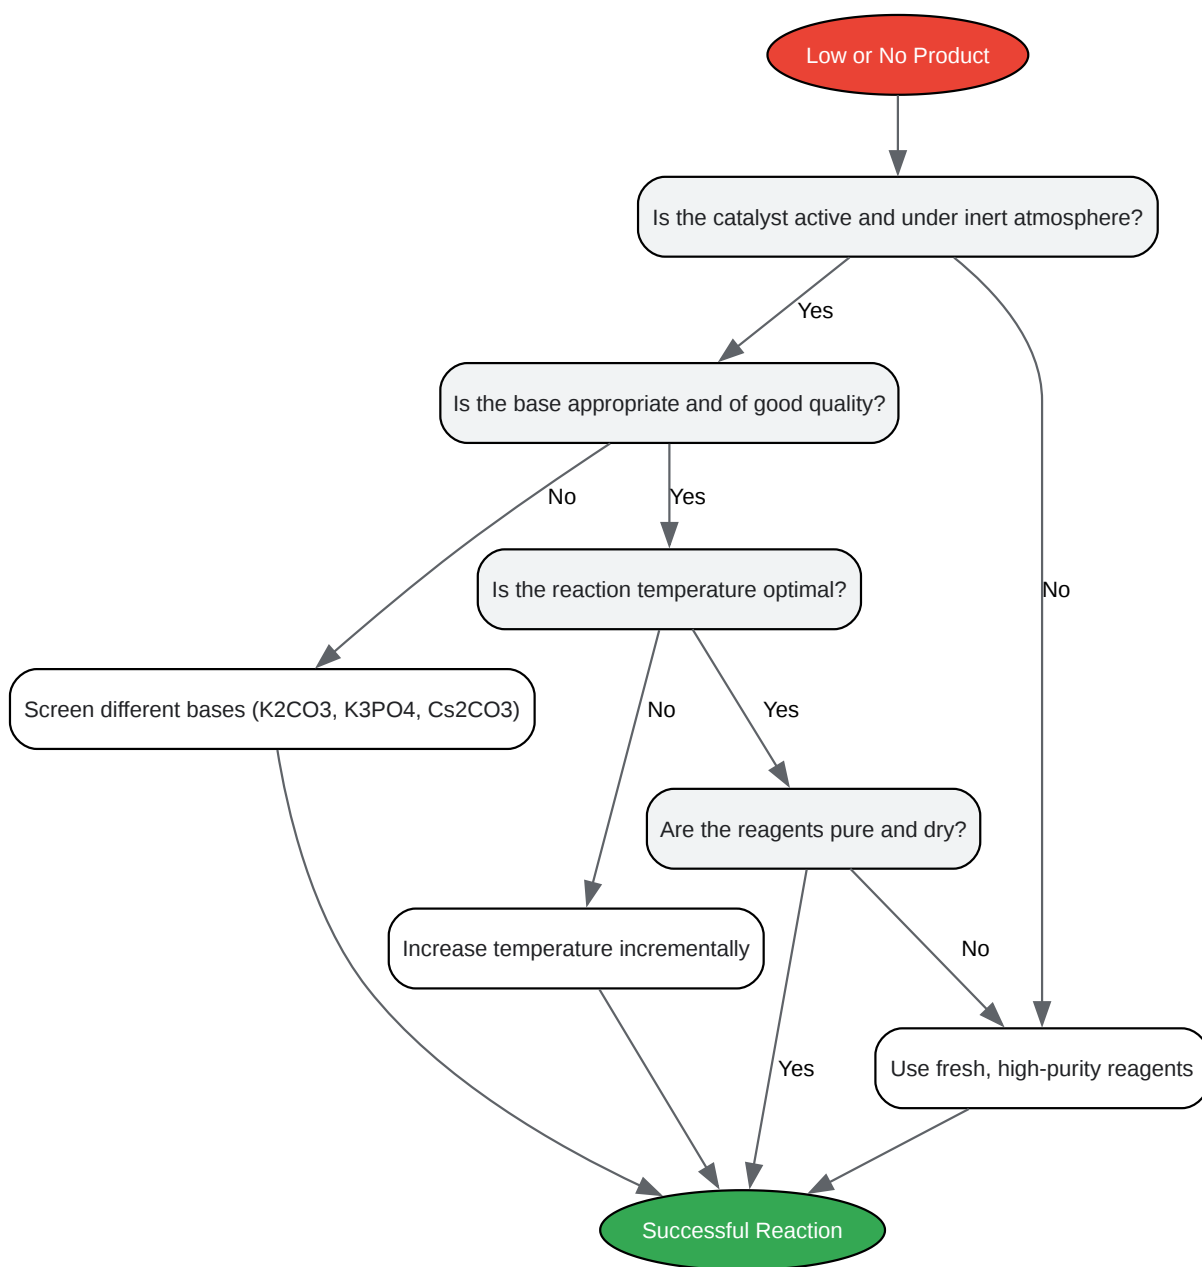 Low or No Product
Is the catalyst active and under inert atmosphere?
Yes
Is the base appropriate and of good quality?
No
Yes
Is the reaction temperature optimal?
No
Screen different bases (K2CO3, K3PO4, Cs2CO3)
No
Yes
Are the reagents pure and dry?
Increase temperature incrementally
No
Use fresh, high-purity reagents
Yes
Successful Reaction